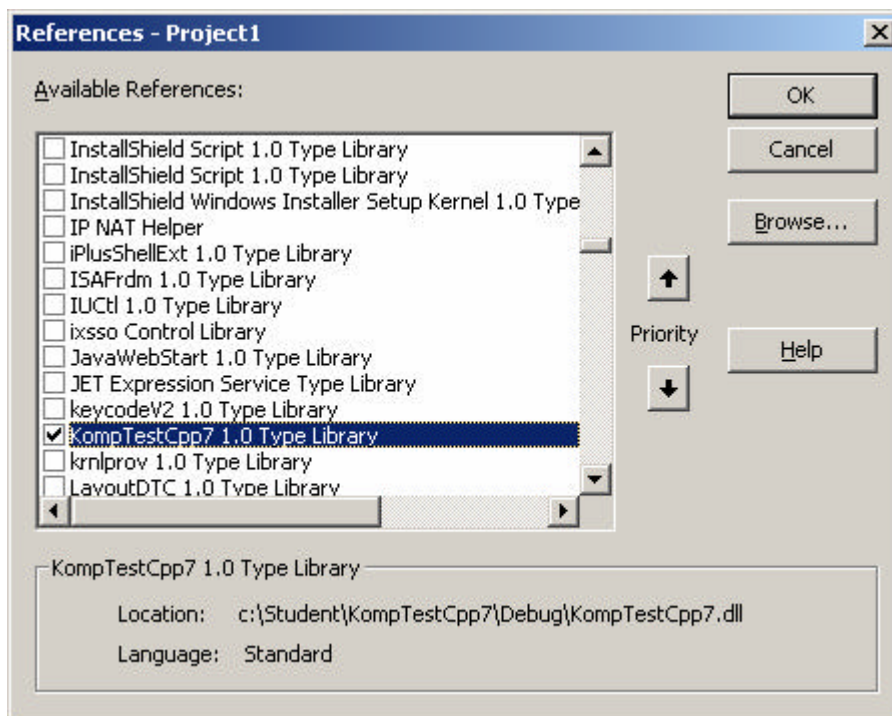 References - Project1
Available References:
InstallShield Script 1.0 Type Library
InstallShield Script 1.0 Type Library
InstallShield Windows Installer Setup Kernel 1.0 Type
IP NAT Helper
iPlusShellExt 1.0 Type Library
ISAFrdm 1.0 Type Library
IUCtl 1.0 Type Library
ixsso Control Library
JavaWebStart 1.0 Type Library
JET Expression Service Type Library
keycodeV2 1.0 Type Library
KompTestCpp7 1.0 Type Library
krnlprov 1.0 Type Library
LayoutDTC 1.0 Type Library
OK
Cancel
Browse...
Priority
Help
KompTestCpp7 1.0 Type Library
Location: c:\Student\KompTestCpp7\Debug\KompTestCpp7.dll
Language: Standard